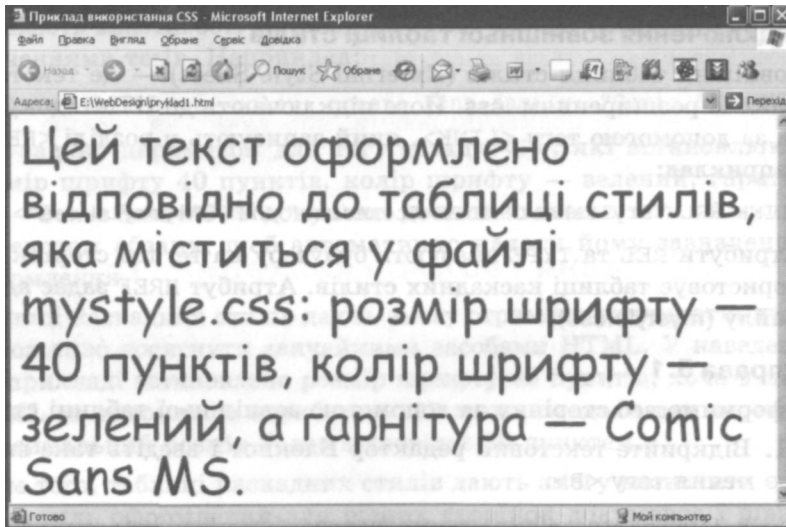 Приклад використання CSS - Microsoft Internet Explorer
Файл Правка Вигляд Обране Сервіс Довідка
Назад Пошук Обране
Адреса: E:\WebDesign\pryklad1.html Перехід
Цей текст оформлено
відповідно до таблиці стилів,
яка міститься у файлі
mystyle.css: розмір шрифту —
40 пунктів, колір шрифту —
зелений, а гарнітура — Comic
Sans MS.
Готово Мой компьютер